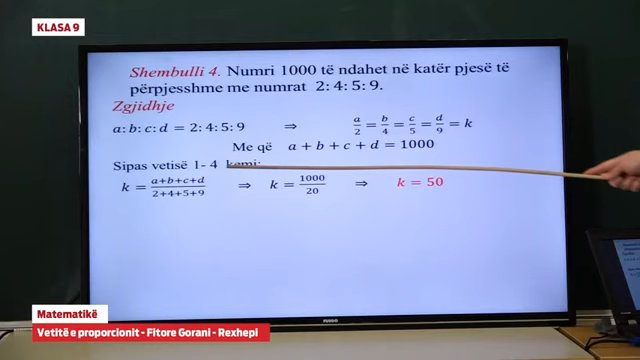 KLASA 9
Shembulli 4. Numri 1000 të ndahet në katër pjesë të
përpjesshme me numrat 2: 4: 5: 9.
Zgjidhje
a: b: c: d = 2: 4: 5: 9 ⇒ a/2 = b/4 = c/5 = d/9 = k
Me që a + b + c + d = 1000
Sipas vetisë 1- 4 kemi:
k = (a+b+c+d)/(2+4+5+9) ⇒ k = 1000/20 ⇒ k = 50
Matematikë
Vetitë e proporcionit - Fitore Gorani - Rexhepi